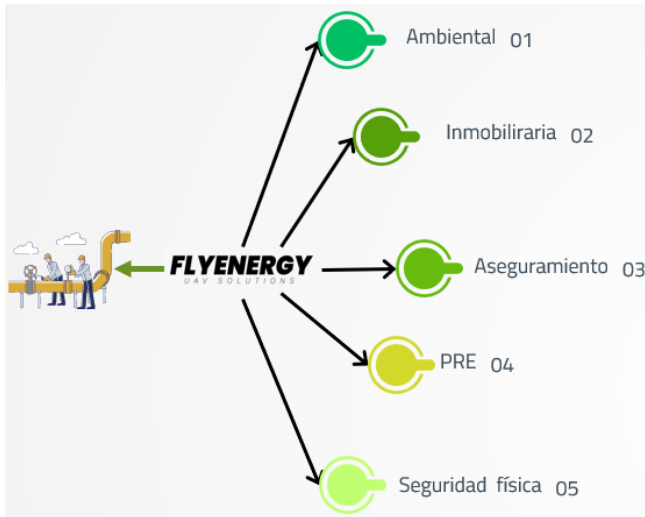 Ambiental 01
Inmobiliraria 02
Aseguramiento 03
FLYENERGY
UAV SOLUTIONS
PRE 04
Seguridad física 05